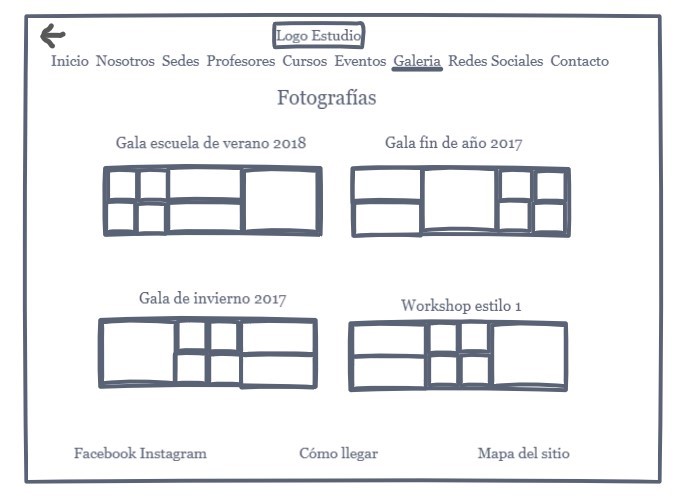 Logo Estudio
Inicio Nosotros Sedes Profesores Cursos Eventos Galeria Redes Sociales Contacto
Fotografías
Gala escuela de verano 2018
Gala fin de año 2017
Gala de invierno 2017
Workshop estilo 1
Facebook Instagram
Cómo llegar
Mapa del sitio